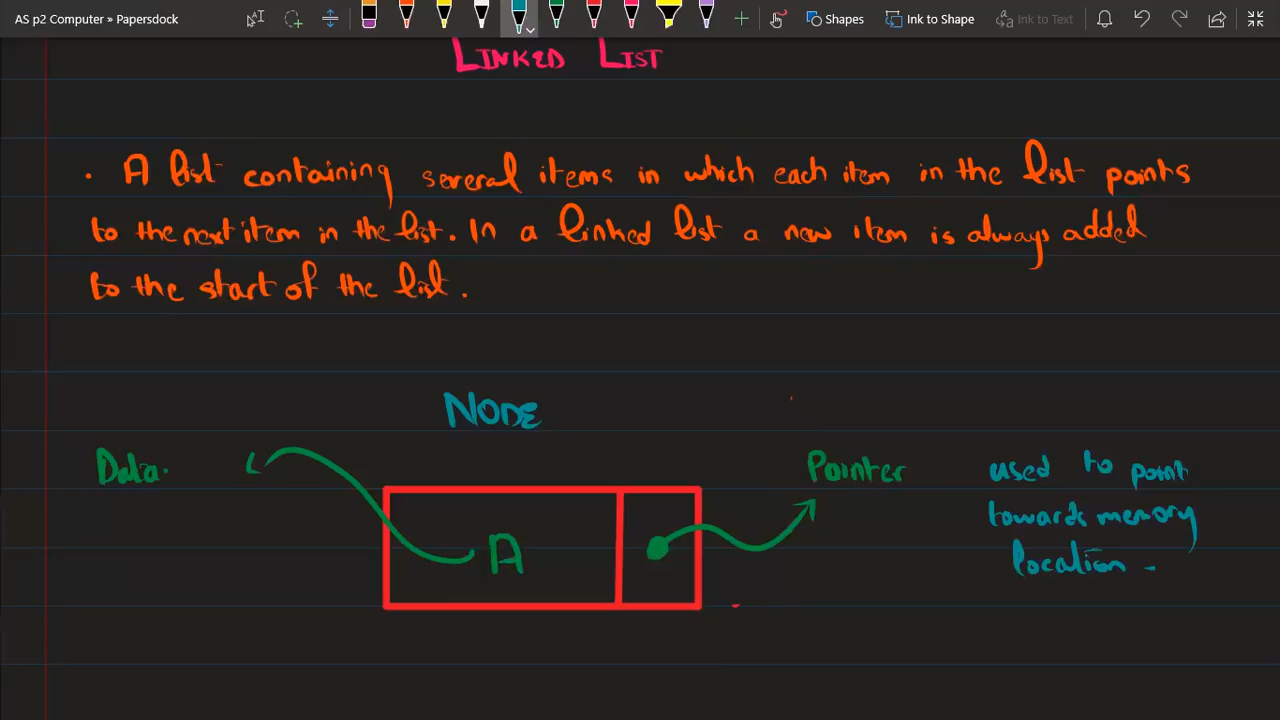 AS p2 Computer » Papersdock
Shapes
Ink to Shape
Ink to Text
LINKED LIST
. A list containing several items in which each item in the list points
to the next item in the list. In a linked list a new item is always added
to the start of the list.
NODE
Data.
Pointer
used to point
towards memory
location -
A